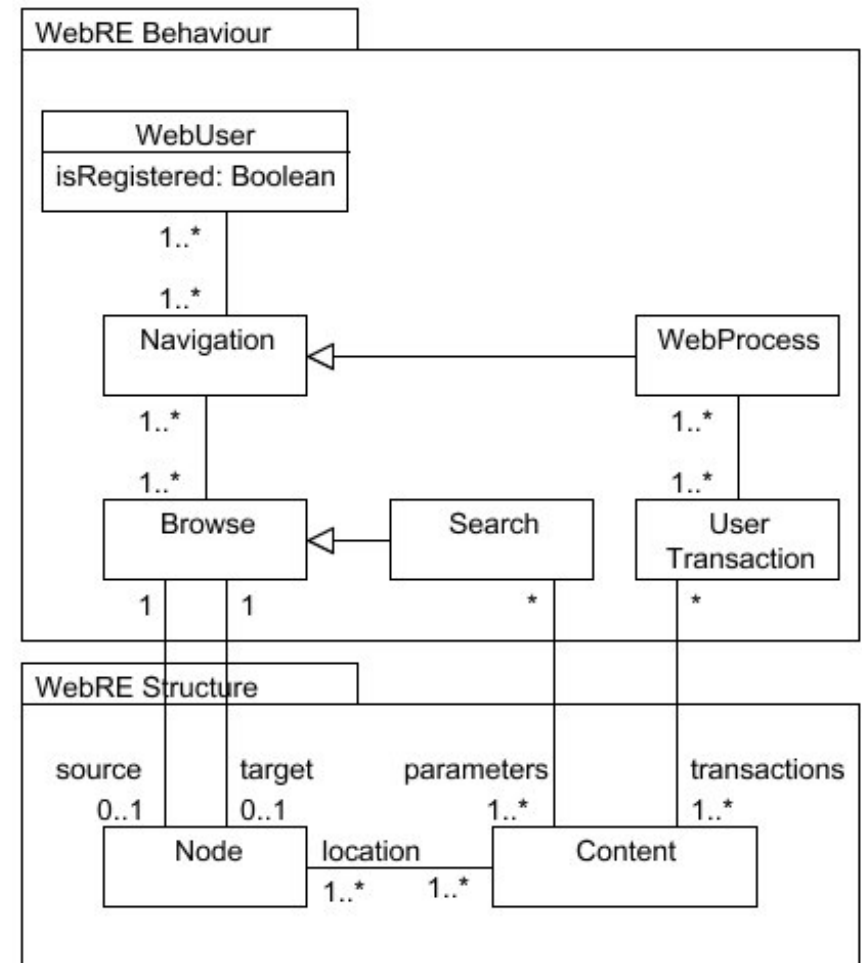 WebRE Behaviour
WebUser
isRegistered: Boolean
1..*
1..*
Navigation
WebProcess
1..*
1..*
1..*
1..*
Browse
Search
User
Transaction
1
1
*
*
WebRE Structure
source
target
parameters
transactions
0..1
0..1
1..*
1..*
Node
location
Content
1..*
1..*